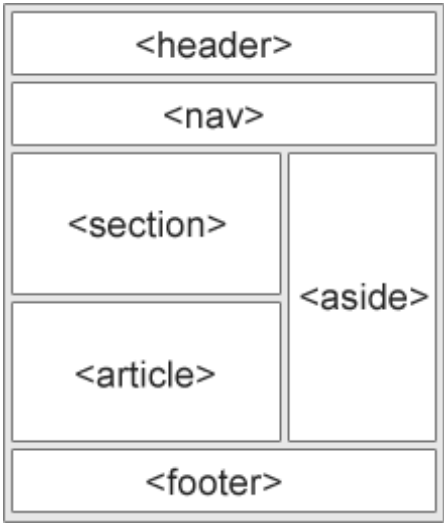 <header>
<nav>
<section>
<aside>
<article>
<footer>